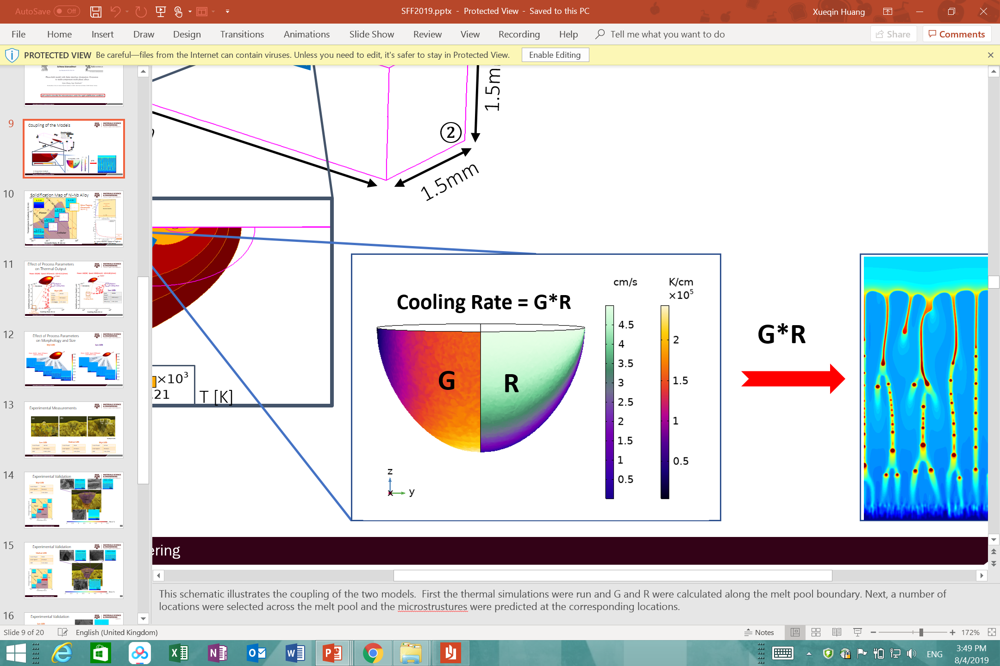 AutoSave Off
SFF2019.pptx - Protected View - Saved to this PC
Xueqin Huang
File Home Insert Draw Design Transitions Animations Slide Show Review View Recording Help Tell me what you want to do Share Comments
PROTECTED VIEW Be careful—files from the Internet can contain viruses. Unless you need to edit, it's safer to stay in Protected View. Enable Editing
9
Coupling of the Models
10
Solidification Map of Ni-Nb Alloy
11
Effect of Process Parameters
on Thermal Output
12
Effect of Process Parameters
on Morphology and Size
13
Experimental Measurements
14
Experimental Validation
15
Experimental Validation
16
Experimental Validation
1.5m
②
1.5mm
×10³
.21
T [K]
Cooling Rate = G*R
G
R
cm/s
4.5
4
3.5
3
2.5
2
1.5
1
0.5
K/cm
×10⁵
2
1.5
1
0.5
z
x
y
G*R
ering
This schematic illustrates the coupling of the two models. First the thermal simulations were run and G and R were calculated along the melt pool boundary. Next, a number of
locations were selected across the melt pool and the microstrustures were predicted at the corresponding locations.
Slide 9 of 20 English (United Kingdom) Notes 172%
ENG
3:49 PM
8/4/2019